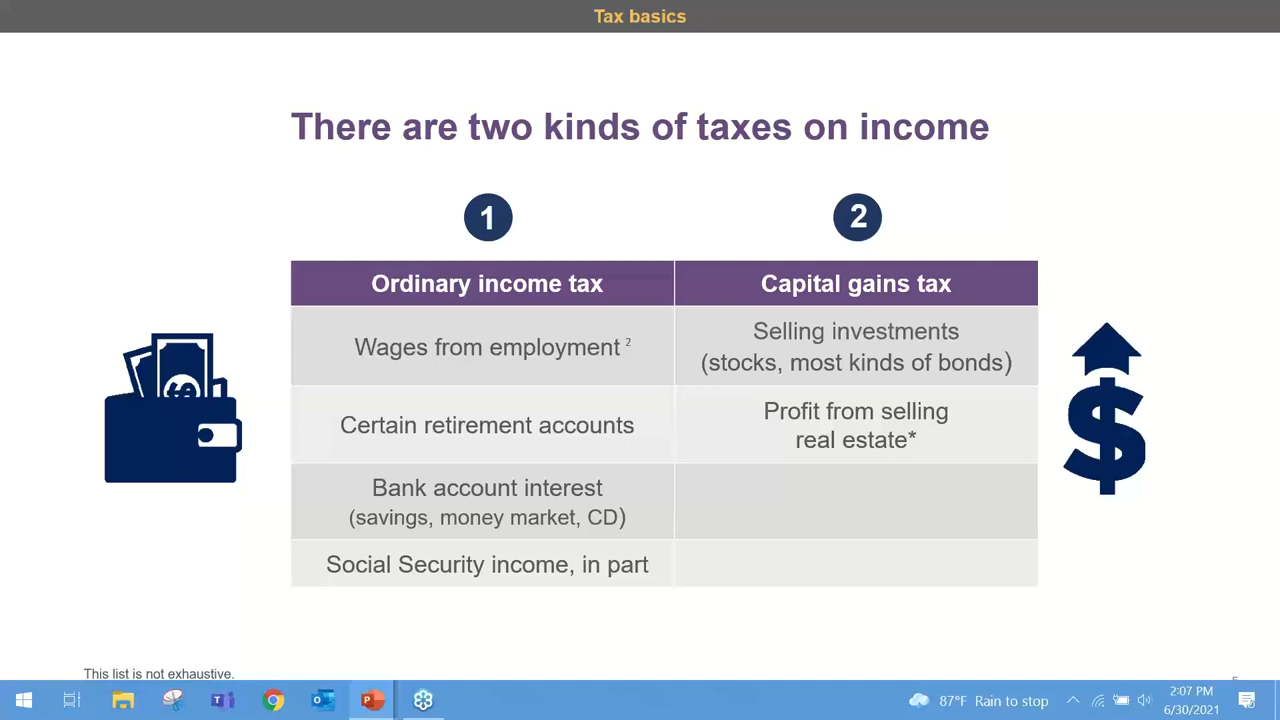 Tax basics
There are two kinds of taxes on income
1
2
Ordinary income tax
Capital gains tax
Wages from employment 2
Selling investments
(stocks, most kinds of bonds)
Certain retirement accounts
Profit from selling
real estate*
Bank account interest
(savings, money market, CD)
Social Security income, in part
This list is not exhaustive.
87°F Rain to stop
2:07 PM
6/30/2021